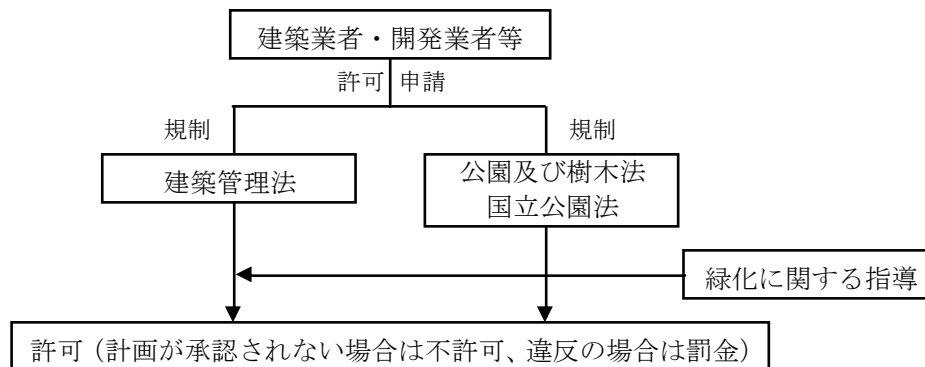 建築業者・開発業者等
許可 申請
規制 規制
建築管理法
公園及び樹木法
国立公園法
緑化に関する指導
許可（計画が承認されない場合は不許可、違反の場合は罰金）